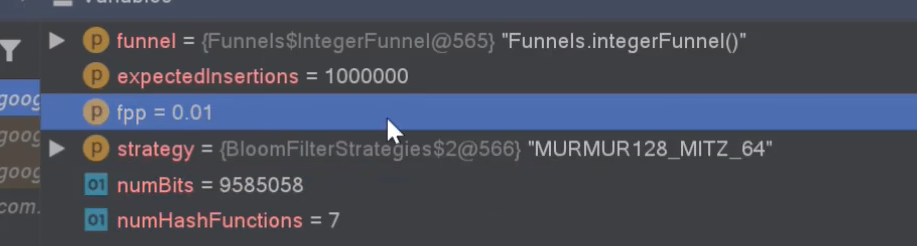 Variables
funnel = {Funnels$IntegerFunnel@565} "Funnels.integerFunnel()"
expectedInsertions = 1000000
goog
fpp = 0.01
goog
strategy = {BloomFilterStrategies$2@566} "MURMUR128_MITZ_64"
goog
numBits = 9585058
com.
numHashFunctions = 7